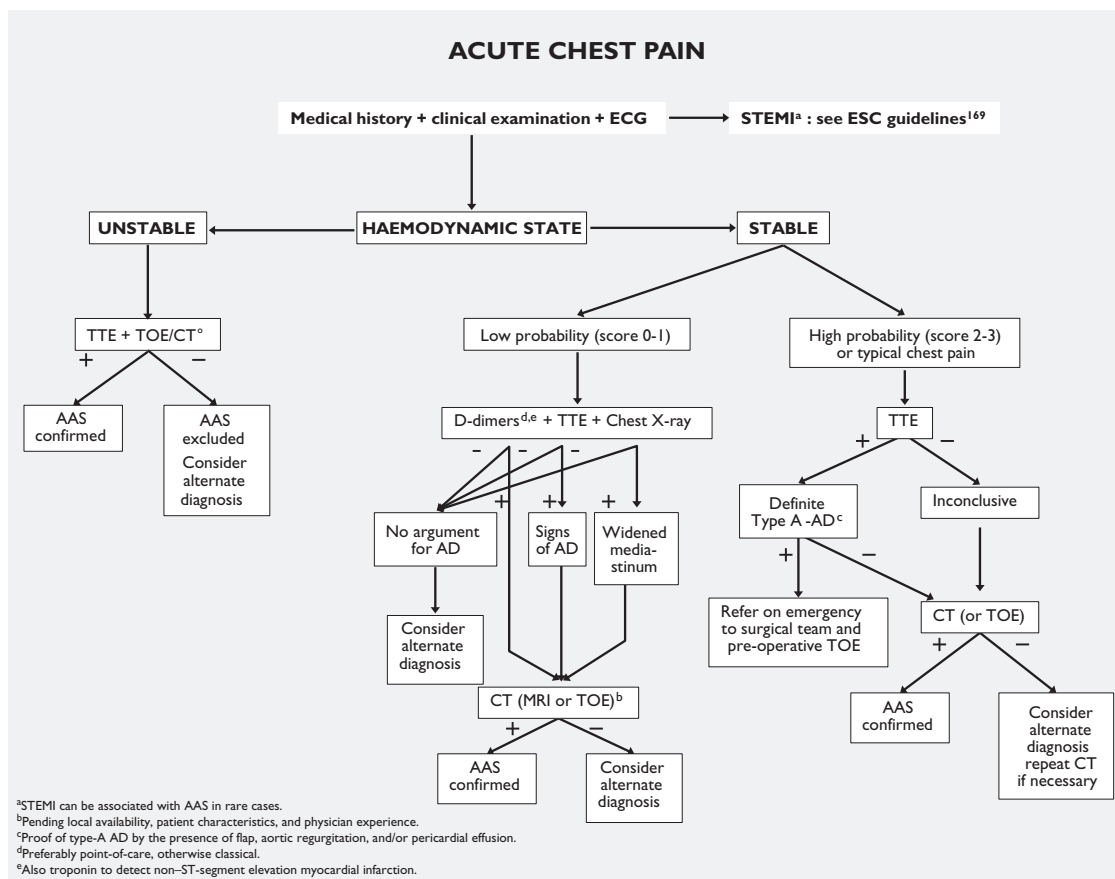 ACUTE CHEST PAIN
Medical history + clinical examination + ECG
STEMIᵃ : see ESC guidelines¹⁶⁹
UNSTABLE
HAEMODYNAMIC STATE
STABLE
TTE + TOE/CT°
Low probability (score 0-1)
High probability (score 2-3)
or typical chest pain
+
–
AAS
confirmed
AAS
excluded
Consider
alternate
diagnosis
D-dimersᵈ,ᵉ + TTE + Chest X-ray
TTE
-
-
-
+
+
+
+
–
No argument
for AD
Signs
of AD
Widened
media-
stinum
Definite
Type A -ADᶜ
Inconclusive
+
–
Consider
alternate
diagnosis
Refer on emergency
to surgical team and
pre-operative TOE
CT (or TOE)
CT (MRI or TOE)ᵇ
+
–
+
–
AAS
confirmed
Consider
alternate
diagnosis
AAS
confirmed
Consider
alternate
diagnosis
repeat CT
if necessary
ᵃSTEMI can be associated with AAS in rare cases.
ᵇPending local availability, patient characteristics, and physician experience.
ᶜProof of type-A AD by the presence of flap, aortic regurgitation, and/or pericardial effusion.
ᵈPreferably point-of-care, otherwise classical.
ᵉAlso troponin to detect non–ST-segment elevation myocardial infarction.